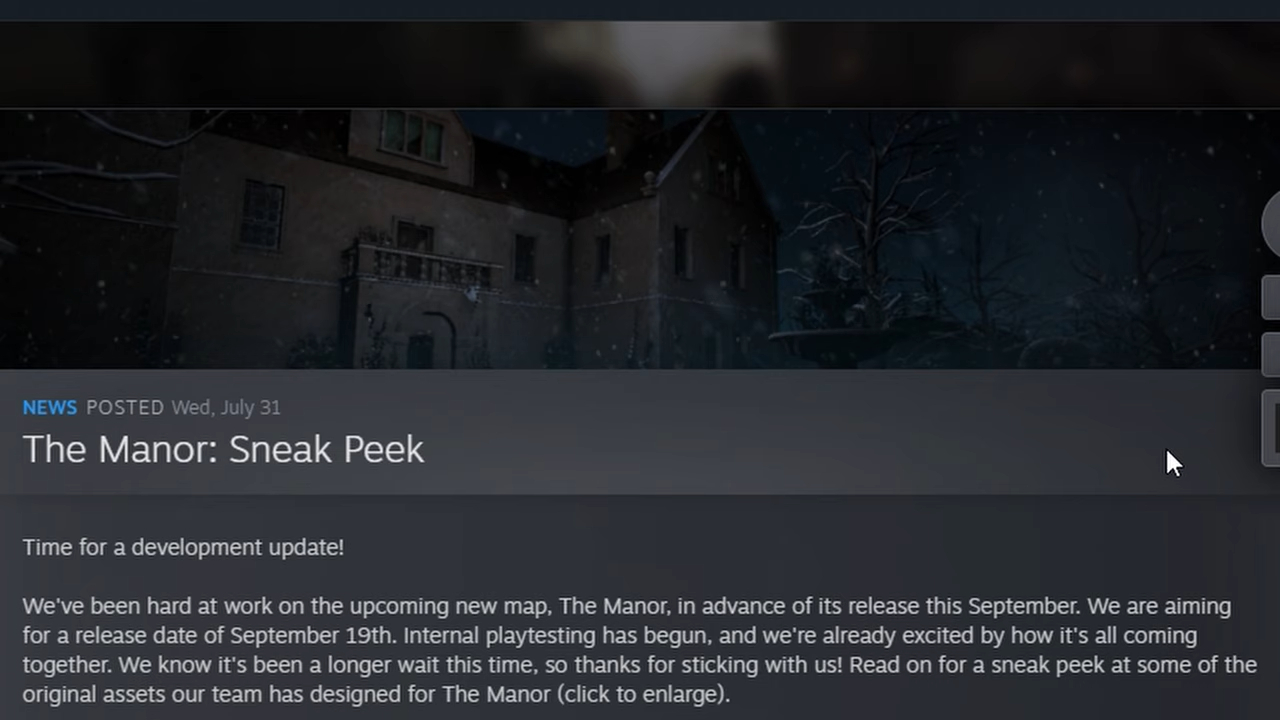 NEWS POSTED Wed, July 31
The Manor: Sneak Peek
Time for a development update!
We've been hard at work on the upcoming new map, The Manor, in advance of its release this September. We are aiming
for a release date of September 19th. Internal playtesting has begun, and we're already excited by how it's all coming
together. We know it's been a longer wait this time, so thanks for sticking with us! Read on for a sneak peek at some of the
original assets our team has designed for The Manor (click to enlarge).